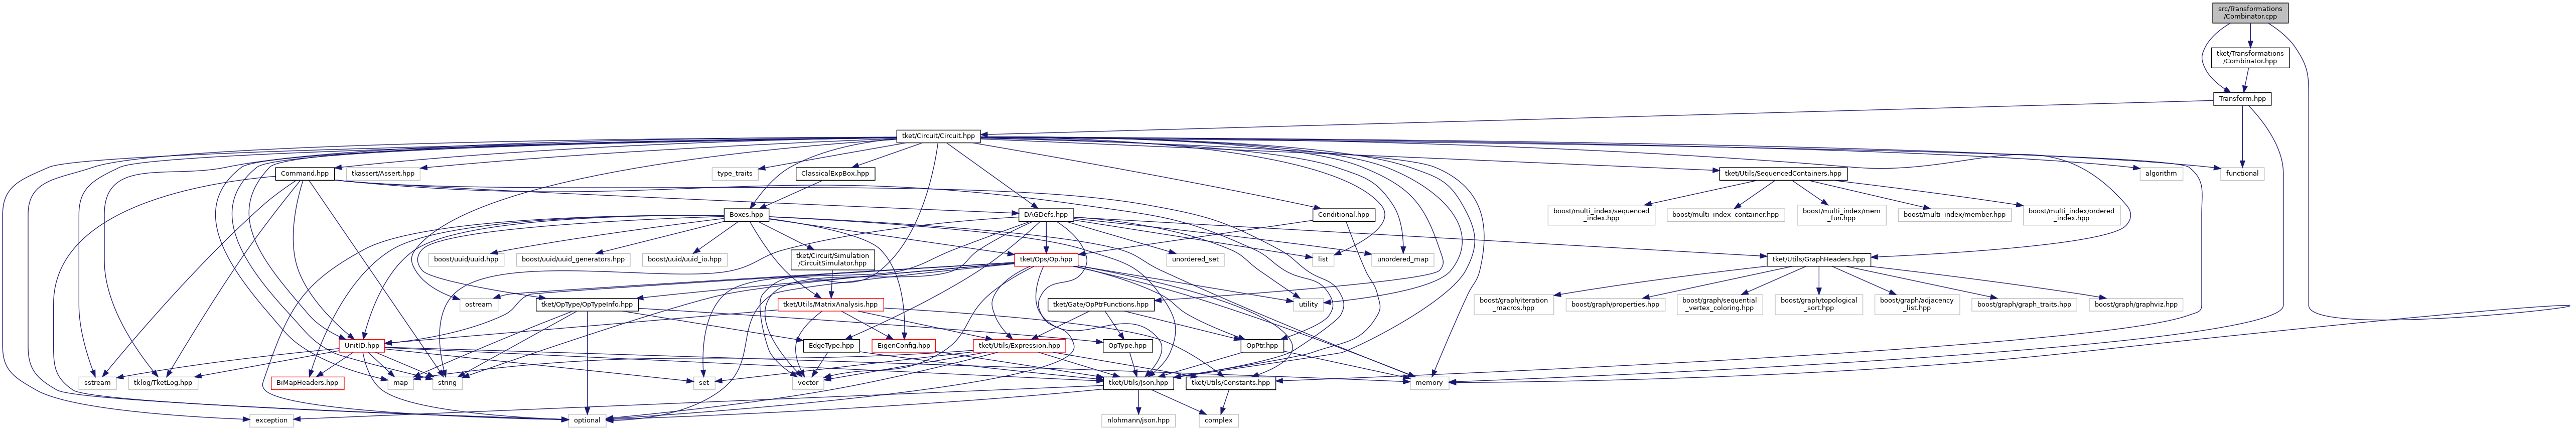 src/Transformations
/Combinator.cpp
tket/Transformations
/Combinator.hpp
Transform.hpp
tket/Circuit/Circuit.hpp
Command.hpp
tkassert/Assert.hpp
type_traits
ClassicalExpBox.hpp
tket/Utils/SequencedContainers.hpp
algorithm
functional
Boxes.hpp
DAGDefs.hpp
Conditional.hpp
boost/multi_index/sequenced
_index.hpp
boost/multi_index_container.hpp
boost/multi_index/mem
_fun.hpp
boost/multi_index/member.hpp
boost/multi_index/ordered
_index.hpp
boost/uuid/uuid.hpp
boost/uuid/uuid_generators.hpp
boost/uuid/uuid_io.hpp
tket/Circuit/Simulation
/CircuitSimulator.hpp
tket/Ops/Op.hpp
unordered_set
list
unordered_map
tket/Utils/GraphHeaders.hpp
ostream
tket/OpType/OpTypeInfo.hpp
tket/Utils/MatrixAnalysis.hpp
tket/Gate/OpPtrFunctions.hpp
utility
boost/graph/iteration
_macros.hpp
boost/graph/properties.hpp
boost/graph/sequential
_vertex_coloring.hpp
boost/graph/topological
_sort.hpp
boost/graph/adjacency
_list.hpp
boost/graph/graph_traits.hpp
boost/graph/graphviz.hpp
UnitID.hpp
EdgeType.hpp
EigenConfig.hpp
tket/Utils/Expression.hpp
OpType.hpp
OpPtr.hpp
sstream
tklog/TketLog.hpp
BiMapHeaders.hpp
map
string
set
vector
tket/Utils/Json.hpp
tket/Utils/Constants.hpp
memory
exception
optional
nlohmann/json.hpp
complex